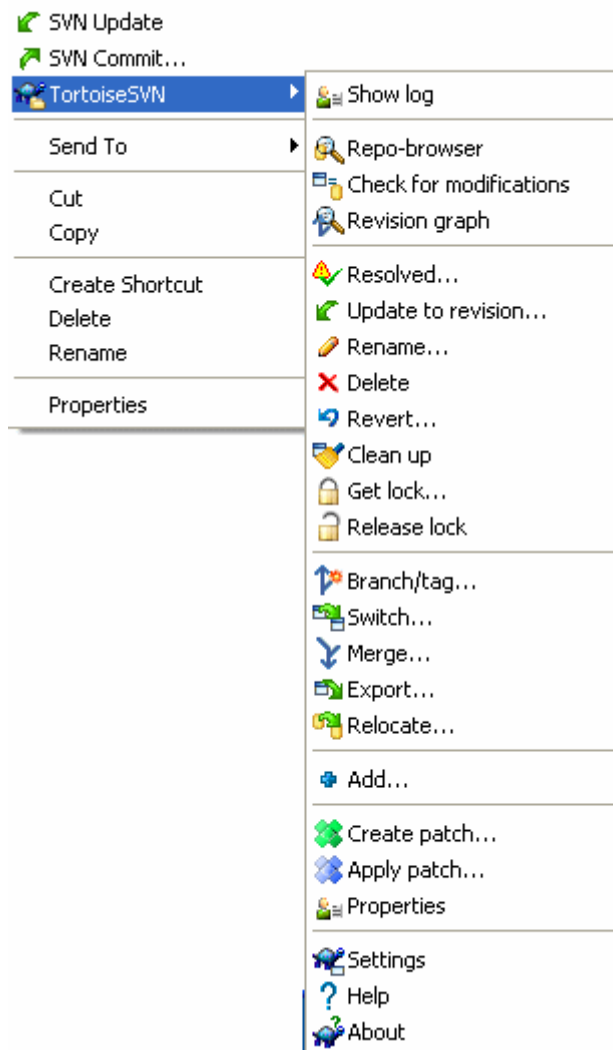 SVN Update
SVN Commit...
TortoiseSVN
Send To
Cut
Copy
Create Shortcut
Delete
Rename
Properties
Show log
Repo-browser
Check for modifications
Revision graph
Resolved...
Update to revision...
Rename...
Delete
Revert...
Clean up
Get lock...
Release lock
Branch/tag...
Switch...
Merge...
Export...
Relocate...
Add...
Create patch...
Apply patch...
Properties
Settings
Help
About